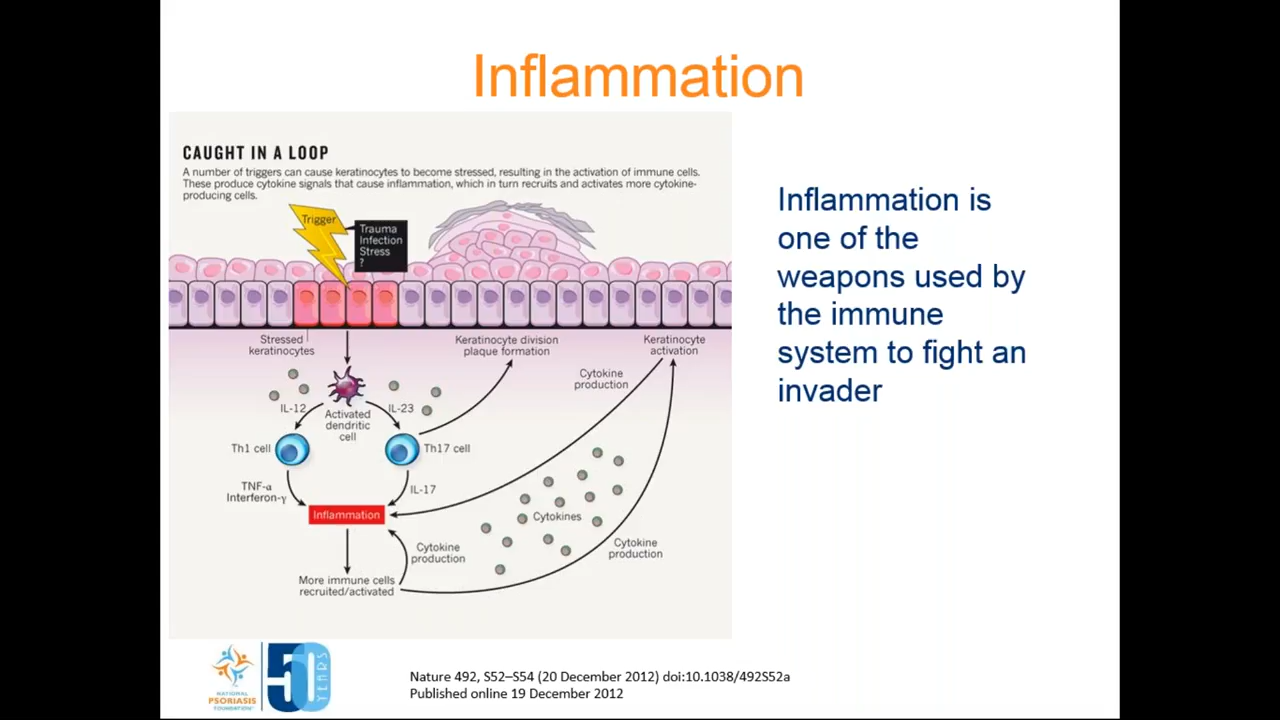 Inflammation
CAUGHT IN A LOOP
A number of triggers can cause keratinocytes to become stressed, resulting in the activation of immune cells.
These produce cytokine signals that cause inflammation, which in turn recruits and activates more cytokine-
producing cells.
Trigger
Trauma
Infection
Stress
?
Stressed
keratinocytes
Keratinocyte division
plaque formation
Keratinocyte
activation
Cytokine
production
IL-12
IL-23
Activated
dendritic
cell
Th1 cell
Th17 cell
TNF-α
Interferon-γ
IL-17
Inflammation
Cytokines
Cytokine
production
Cytokine
production
More immune cells
recruited/activated
Inflammation is
one of the
weapons used by
the immune
system to fight an
invader
NATIONAL
PSORIASIS
FOUNDATION®
50
YEARS
Nature 492, S52–S54 (20 December 2012) doi:10.1038/492S52a
Published online 19 December 2012